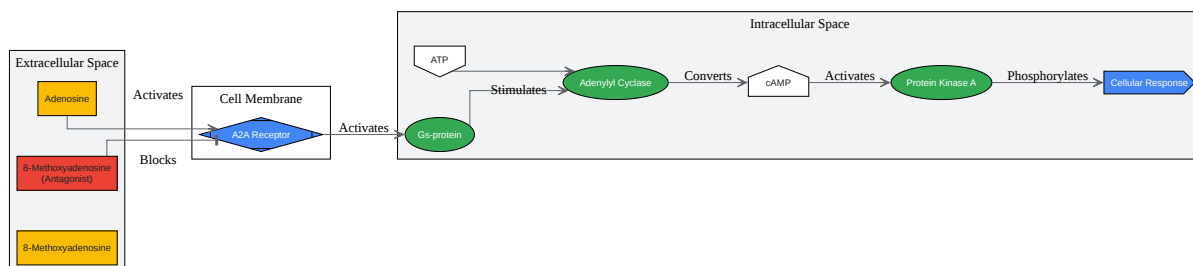 Extracellular Space
Adenosine
8-Methoxyadenosine
(Antagonist)
8-Methoxyadenosine
Activates
Blocks
Cell Membrane
A2A Receptor
Activates
Intracellular Space
ATP
Gs-protein
Stimulates
Adenylyl Cyclase
Converts
cAMP
Activates
Protein Kinase A
Phosphorylates
Cellular Response